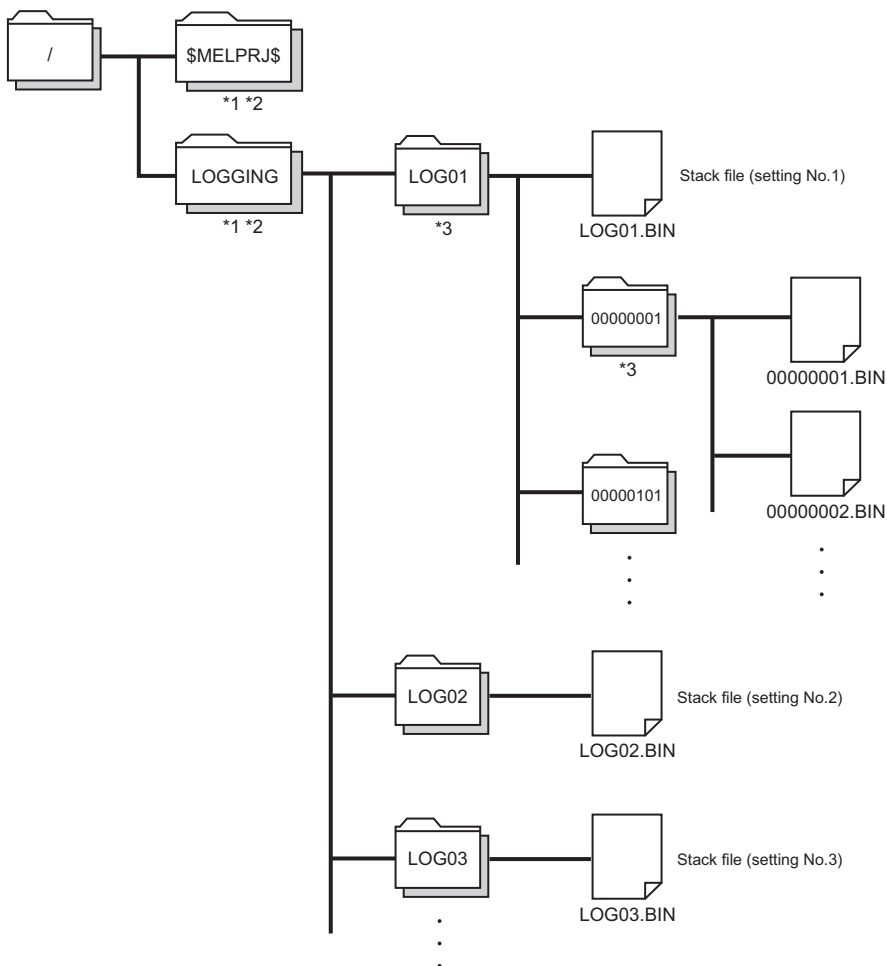 /
$MELPRJ$
*1 *2
LOGGING
*1 *2
LOG01
*3
LOG01.BIN
Stack file (setting No.1)
00000001
*3
00000001.BIN
00000002.BIN
00000101
LOG02
LOG02.BIN
Stack file (setting No.2)
LOG03
LOG03.BIN
Stack file (setting No.3)